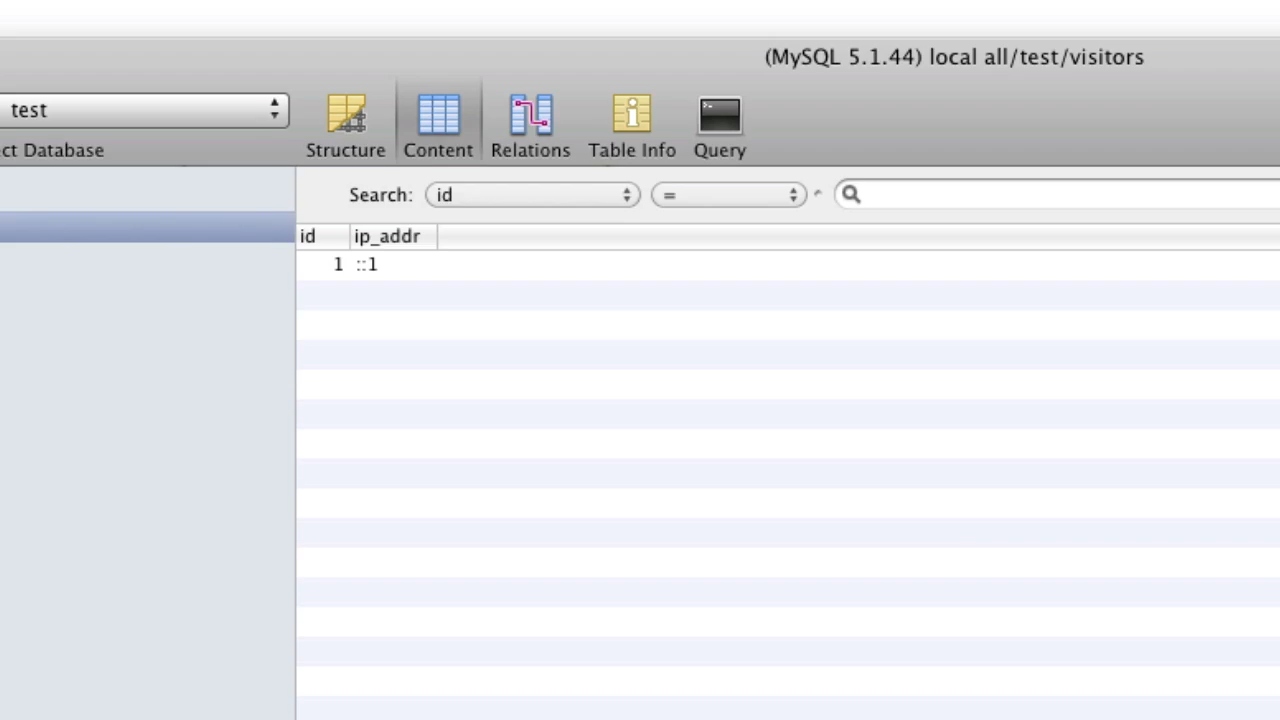 (MySQL 5.1.44) local all/test/visitors
test
ct Database
Structure Content Relations Table Info Query
Search: id =
id ip_addr
1 ::1